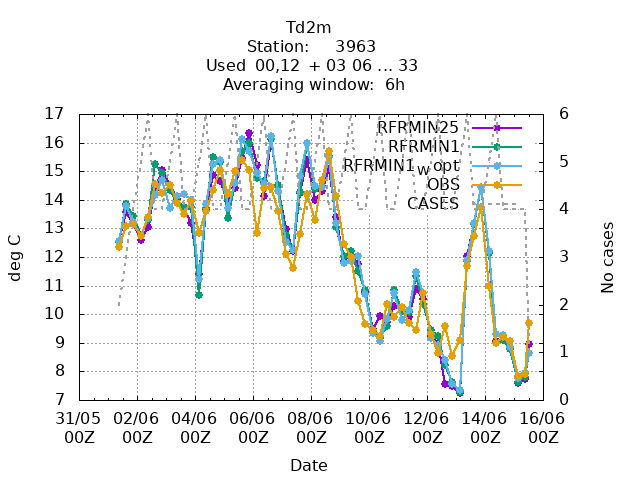 Td2m
Station: 3963
Used 00,12 + 03 06 ... 33
Averaging window: 6h
17
16
15
14
13
12
11
10
9
8
7
6
5
4
3
2
1
0
deg C
No cases
RFRMIN25
RFRMIN1
RFRMIN1_w opt
OBS
CASES
31/05 02/06 04/06 06/06 08/06 10/06 12/06 14/06 16/06
00Z 00Z 00Z 00Z 00Z 00Z 00Z 00Z 00Z
Date